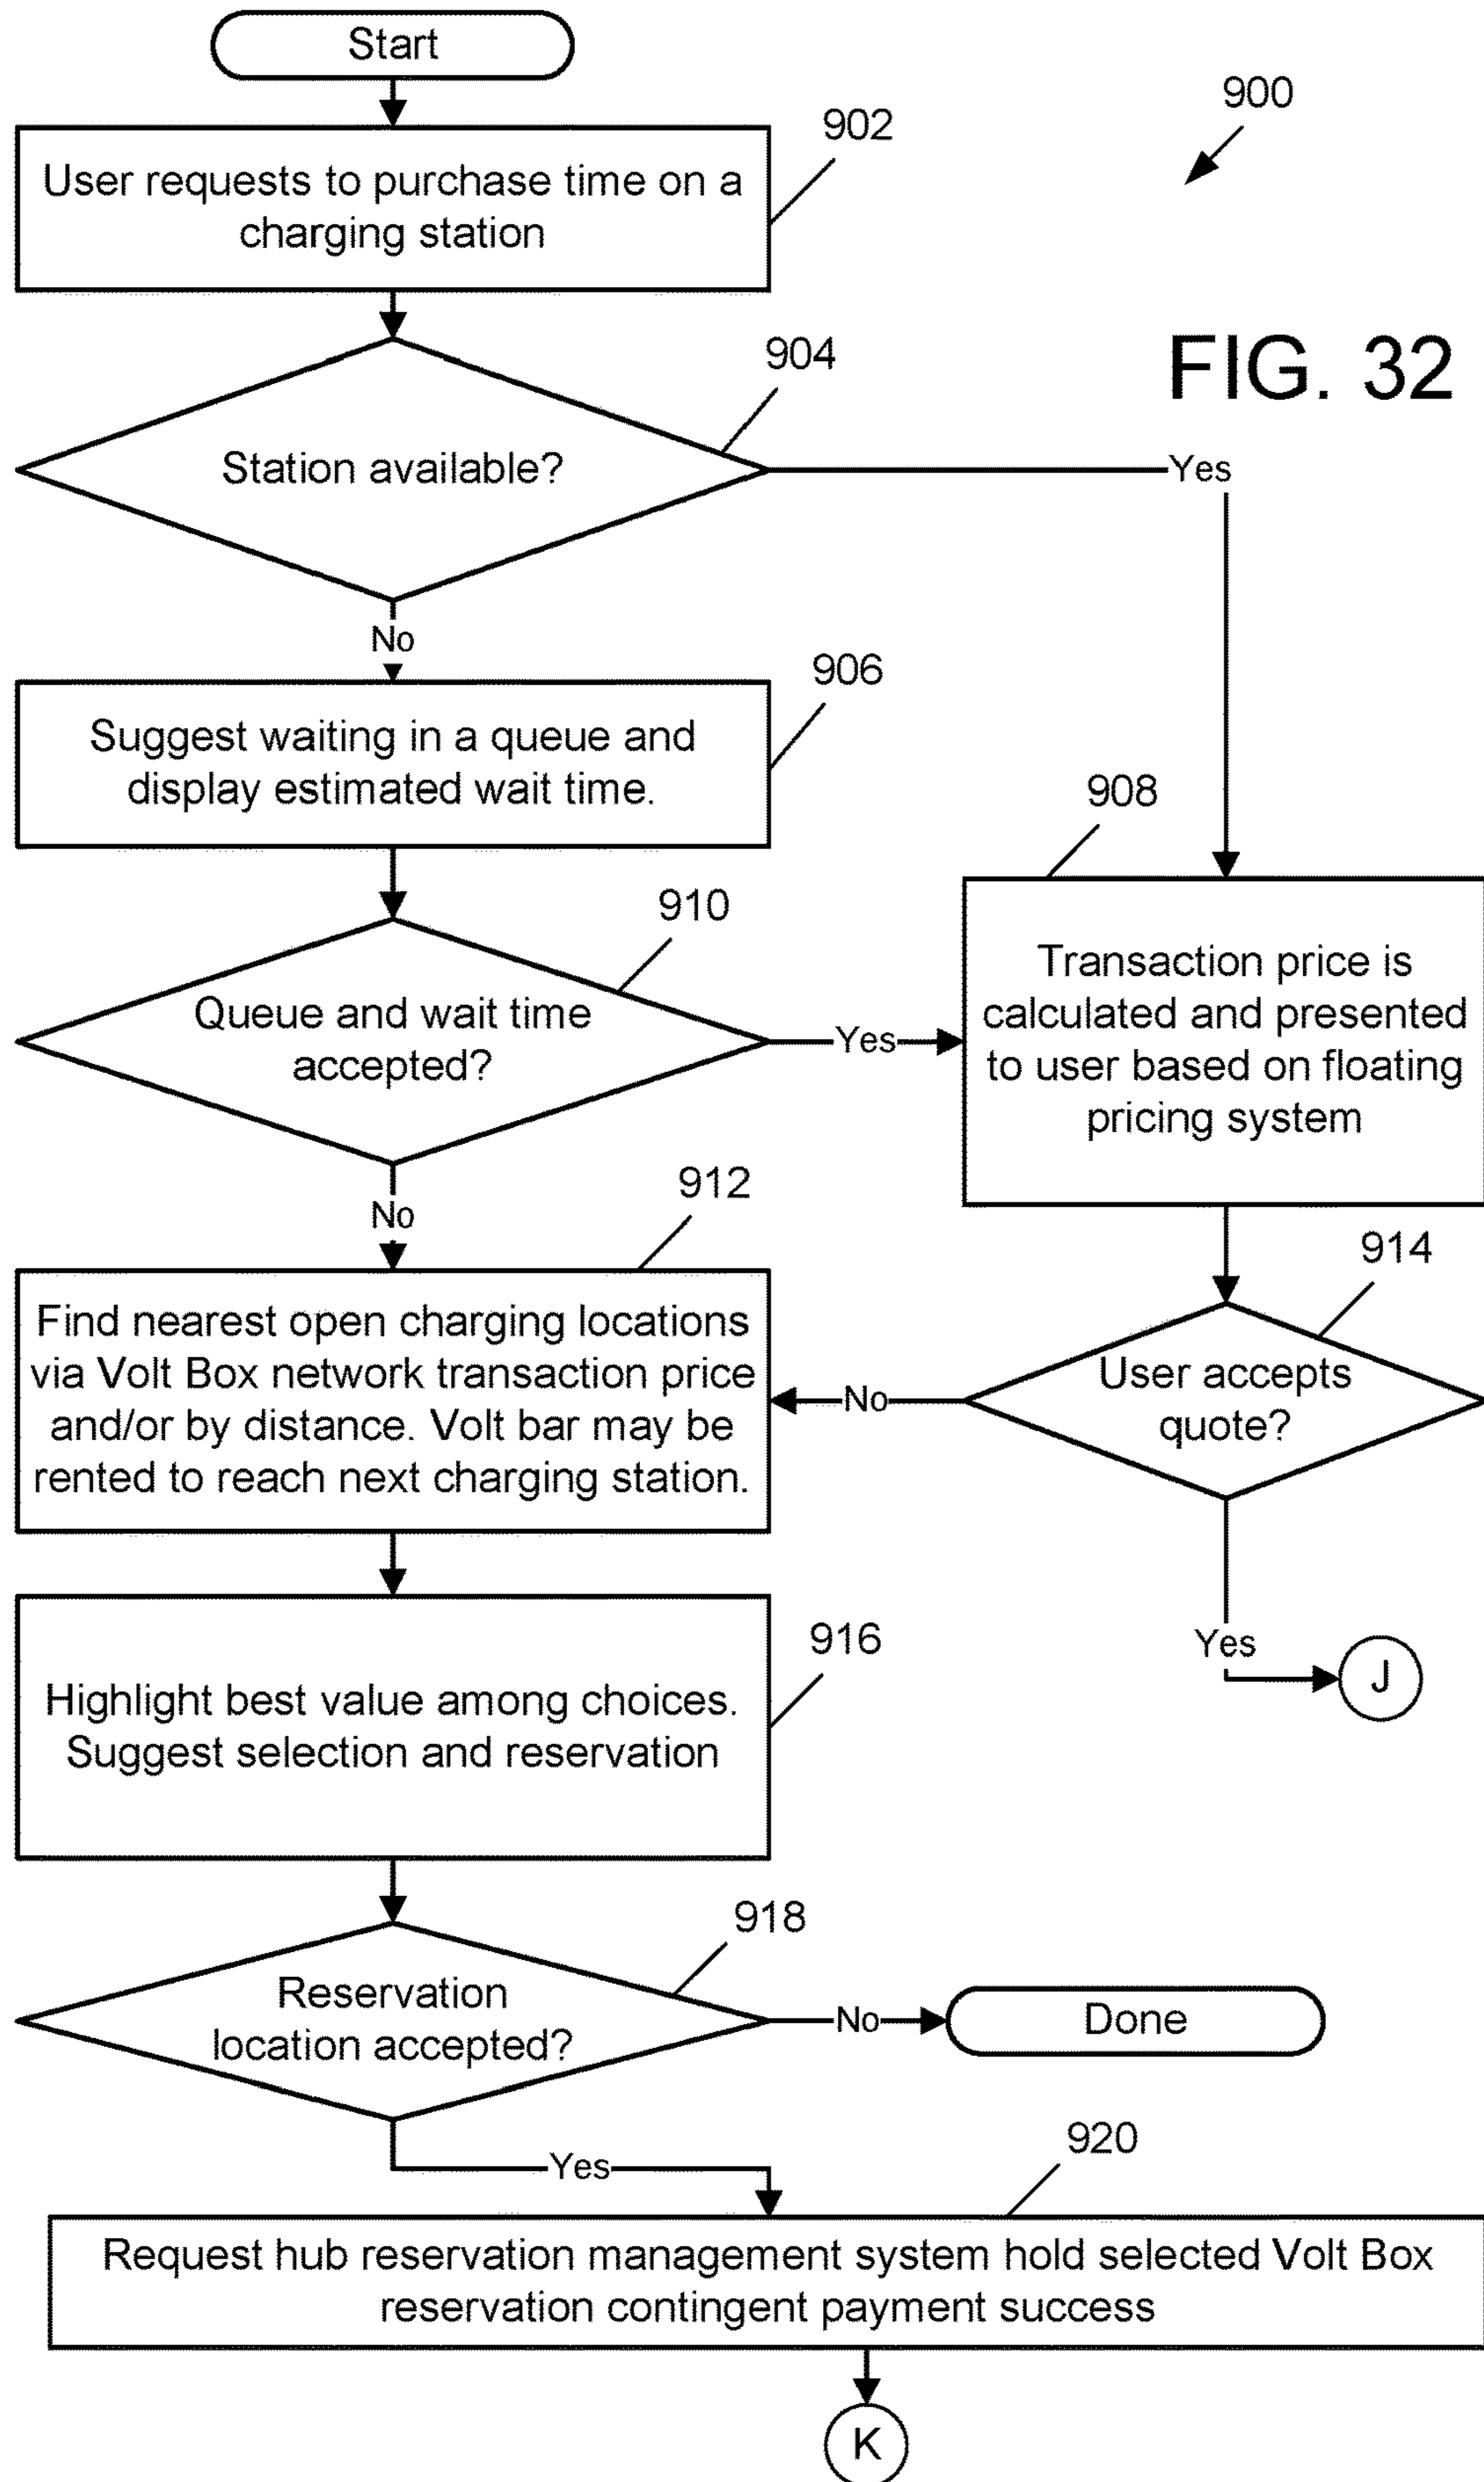 Start
900
902
User requests to purchase time on a
charging station
FIG. 32
904
Station available?
Yes
No
906
Suggest waiting in a queue and
display estimated wait time.
908
Transaction price is
calculated and presented
to user based on floating
pricing system
910
Queue and wait time
accepted?
Yes
No
912
Find nearest open charging locations
via Volt Box network transaction price
and/or by distance. Volt bar may be
rented to reach next charging station.
914
User accepts
quote?
No
Yes
J
916
Highlight best value among choices.
Suggest selection and reservation
918
Reservation
location accepted?
No
Done
Yes
920
Request hub reservation management system hold selected Volt Box
reservation contingent payment success
K